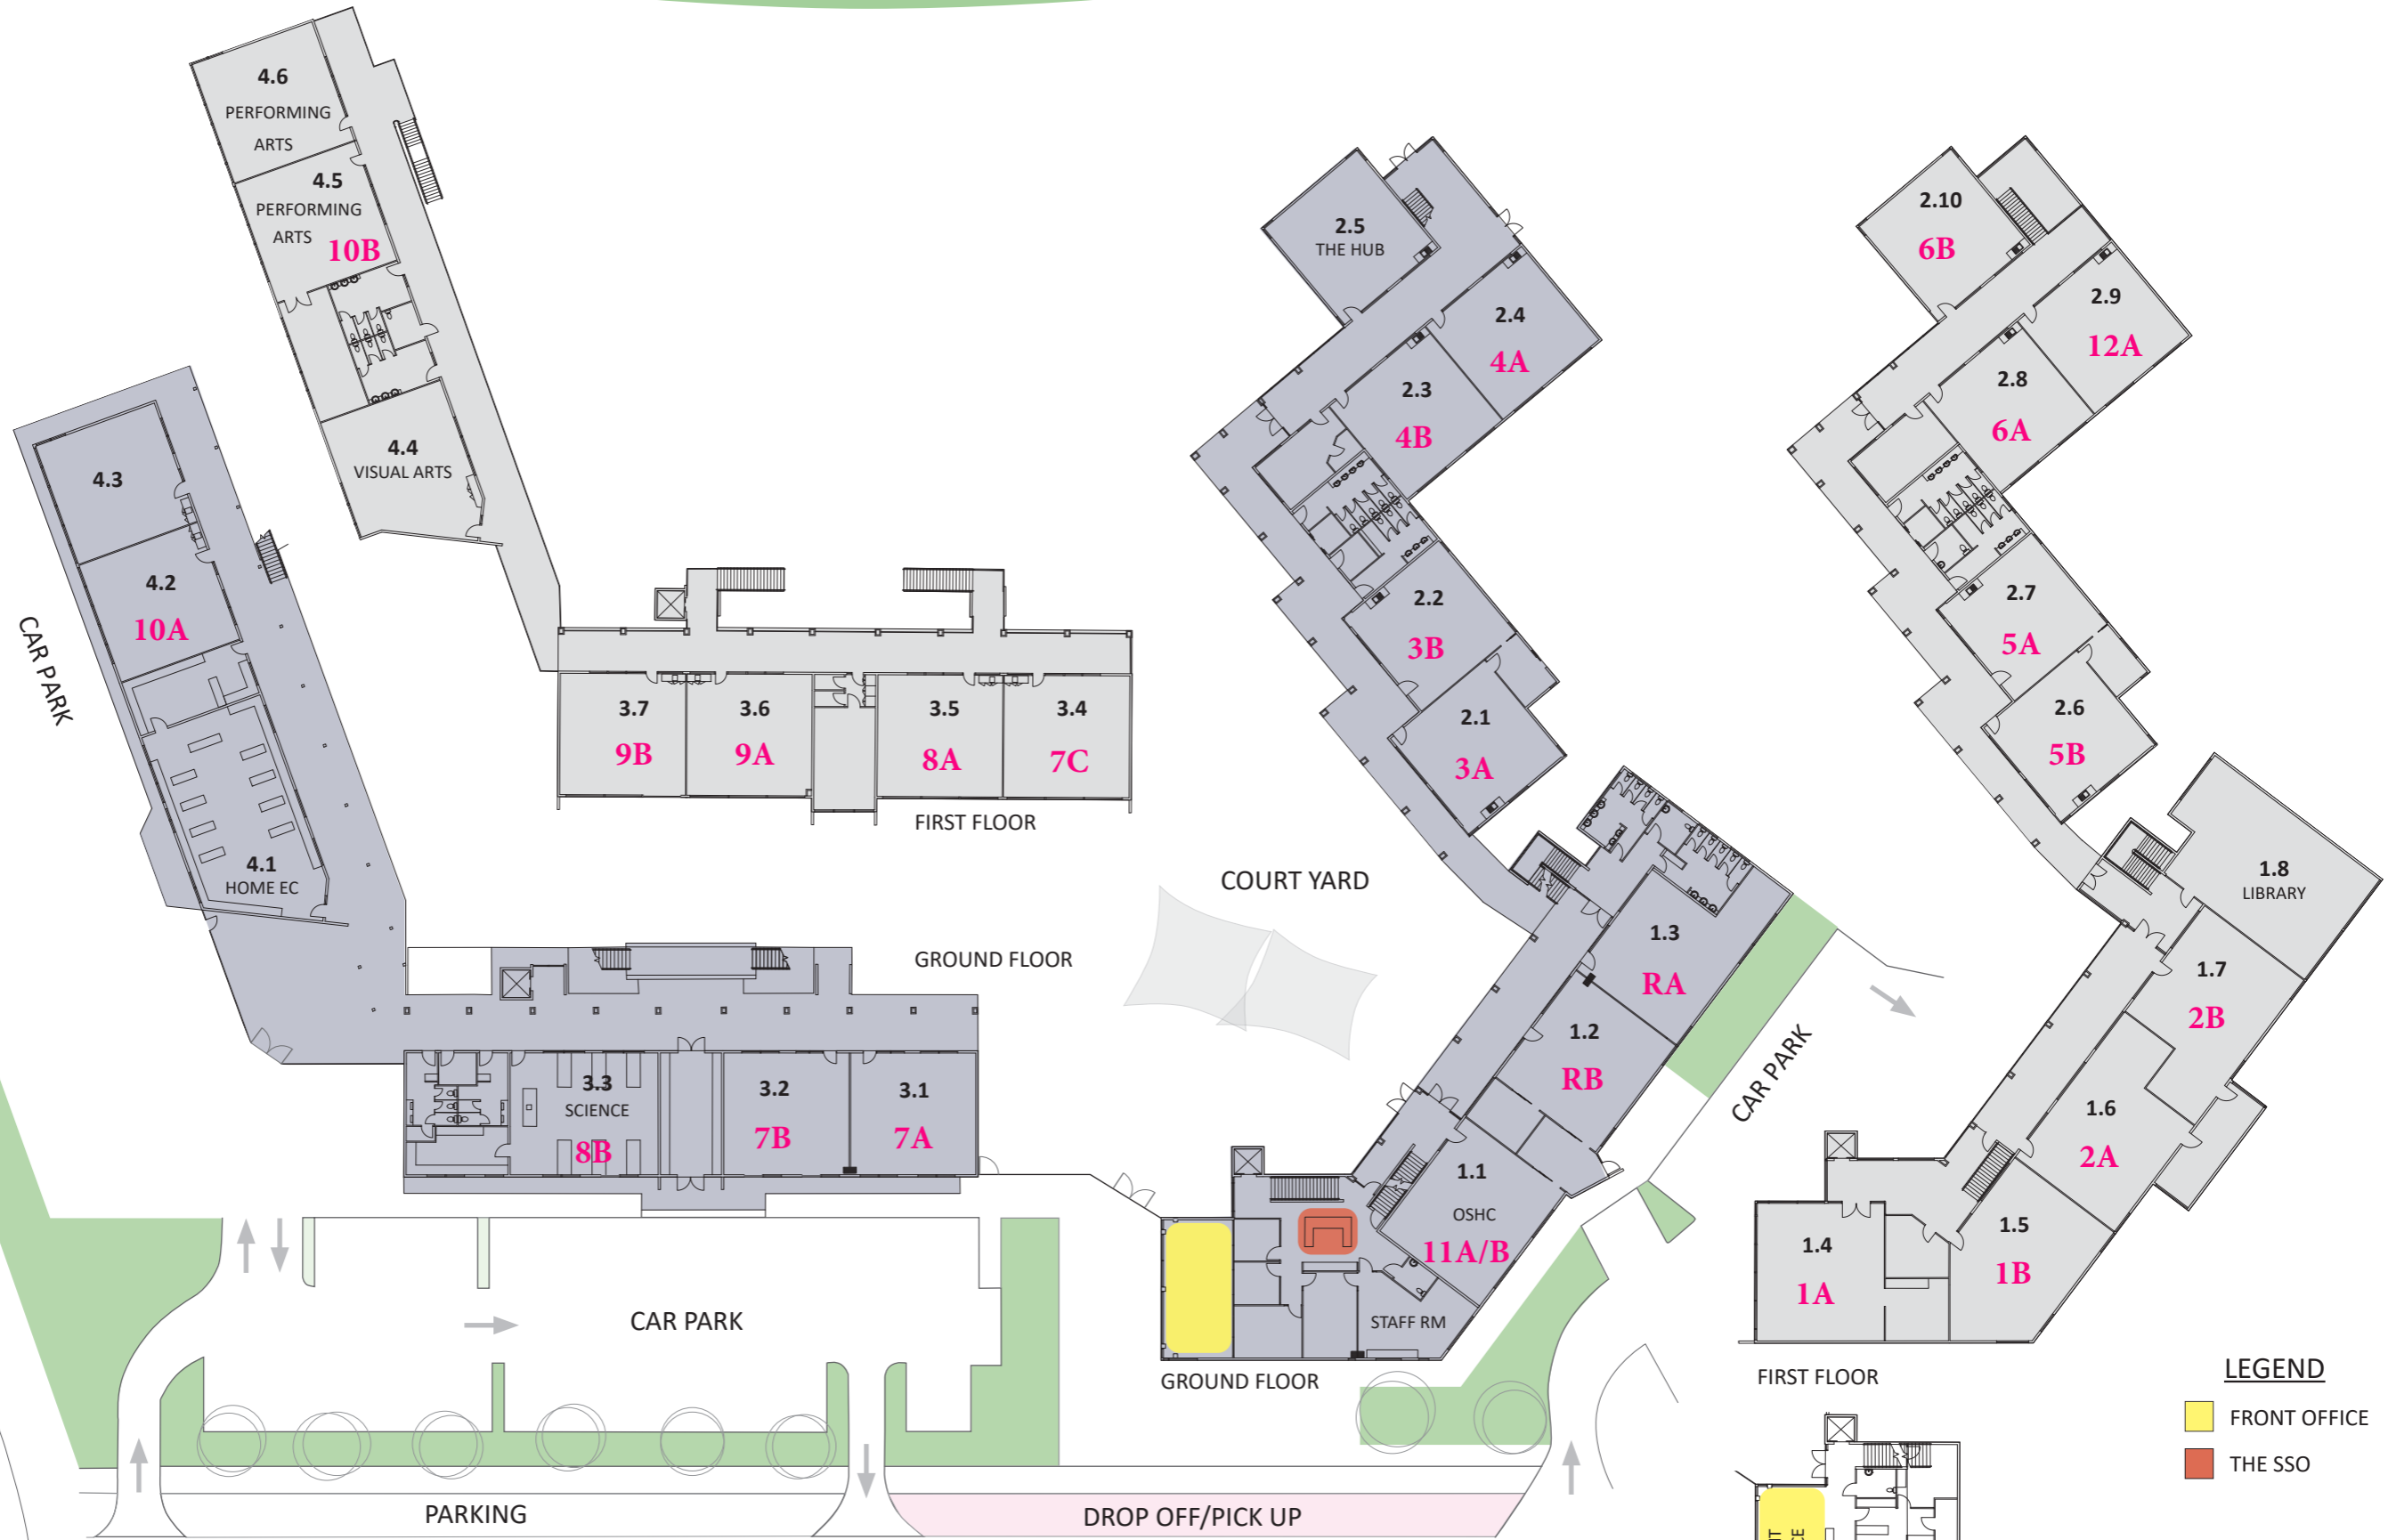 4.6
PERFORMING
ARTS
4.5
PERFORMING
ARTS
10B
4.4
VISUAL ARTS
4.3
4.2
10A
CAR PARK
4.1
HOME EC
3.7
9B
3.6
9A
3.5
8A
3.4
7C
FIRST FLOOR
GROUND FLOOR
3.3
SCIENCE
8B
3.2
7B
3.1
7A
COURT YARD
2.5
THE HUB
2.4
4A
2.3
4B
2.2
3B
2.1
3A
1.3
RA
1.2
RB
1.1
OSHC
11A/B
STAFF RM
GROUND FLOOR
CAR PARK
2.10
6B
2.9
12A
2.8
6A
2.7
5A
2.6
5B
1.8
LIBRARY
1.7
2B
1.6
2A
1.5
1B
1.4
1A
FIRST FLOOR
CAR PARK
PARKING
DROP OFF/PICK UP
LEGEND
FRONT OFFICE
THE SSO